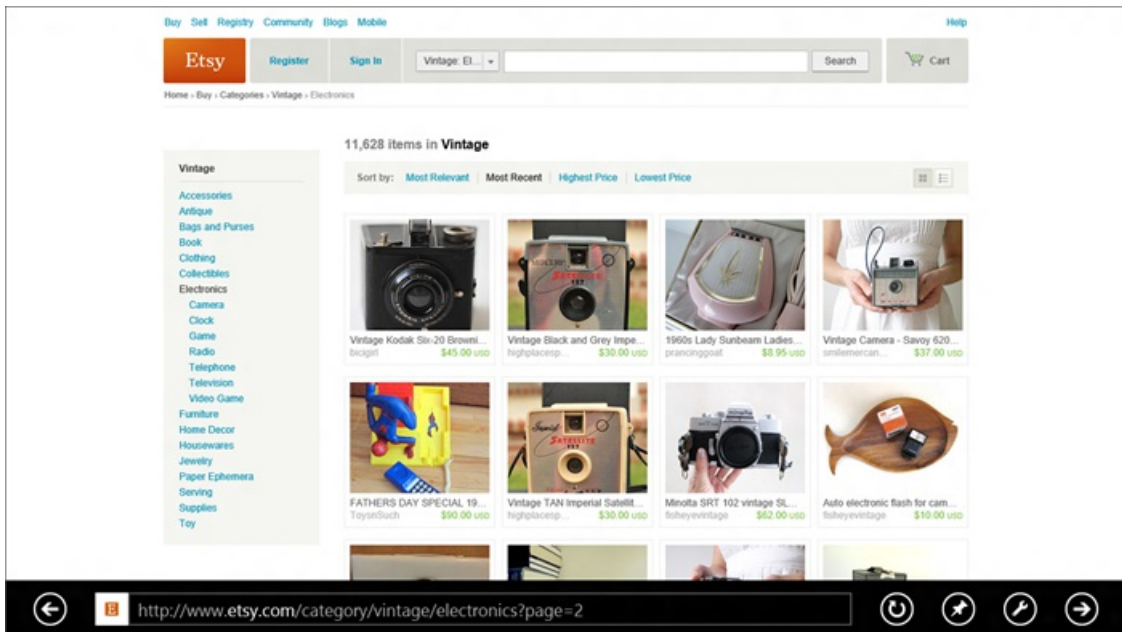 Buy Sell Registry Community Blogs Mobile Help
Etsy Register Sign In Vintage: El... Search Cart
Home › Buy › Categories › Vintage › Electronics
11,628 items in Vintage
Sort by: Most Relevant Most Recent Highest Price Lowest Price
Vintage
Accessories
Antique
Bags and Purses
Book
Clothing
Collectibles
Electronics
Camera
Clock
Game
Radio
Telephone
Television
Video Game
Furniture
Home Decor
Housewares
Jewelry
Paper Ephemera
Serving
Supplies
Toy
SATELLITE
127
Vintage Kodak Six-20 Browni...
bicigirl $45.00 USD
Vintage Black and Grey Impe...
highplacesp... $30.00 USD
1960s Lady Sunbeam Ladies...
prancinggoat $8.95 USD
Vintage Camera - Savoy 620...
smilemercan... $37.00 USD
SATELLITE
127
FATHERS DAY SPECIAL 19...
ToysnSuch $90.00 USD
Vintage TAN Imperial Satellit...
highplacesp... $30.00 USD
Minolta SRT 102 vintage SL...
fisheyevintage $62.00 USD
Auto electronic flash for cam...
fisheyevintage $10.00 USD
E http://www.etsy.com/category/vintage/electronics?page=2